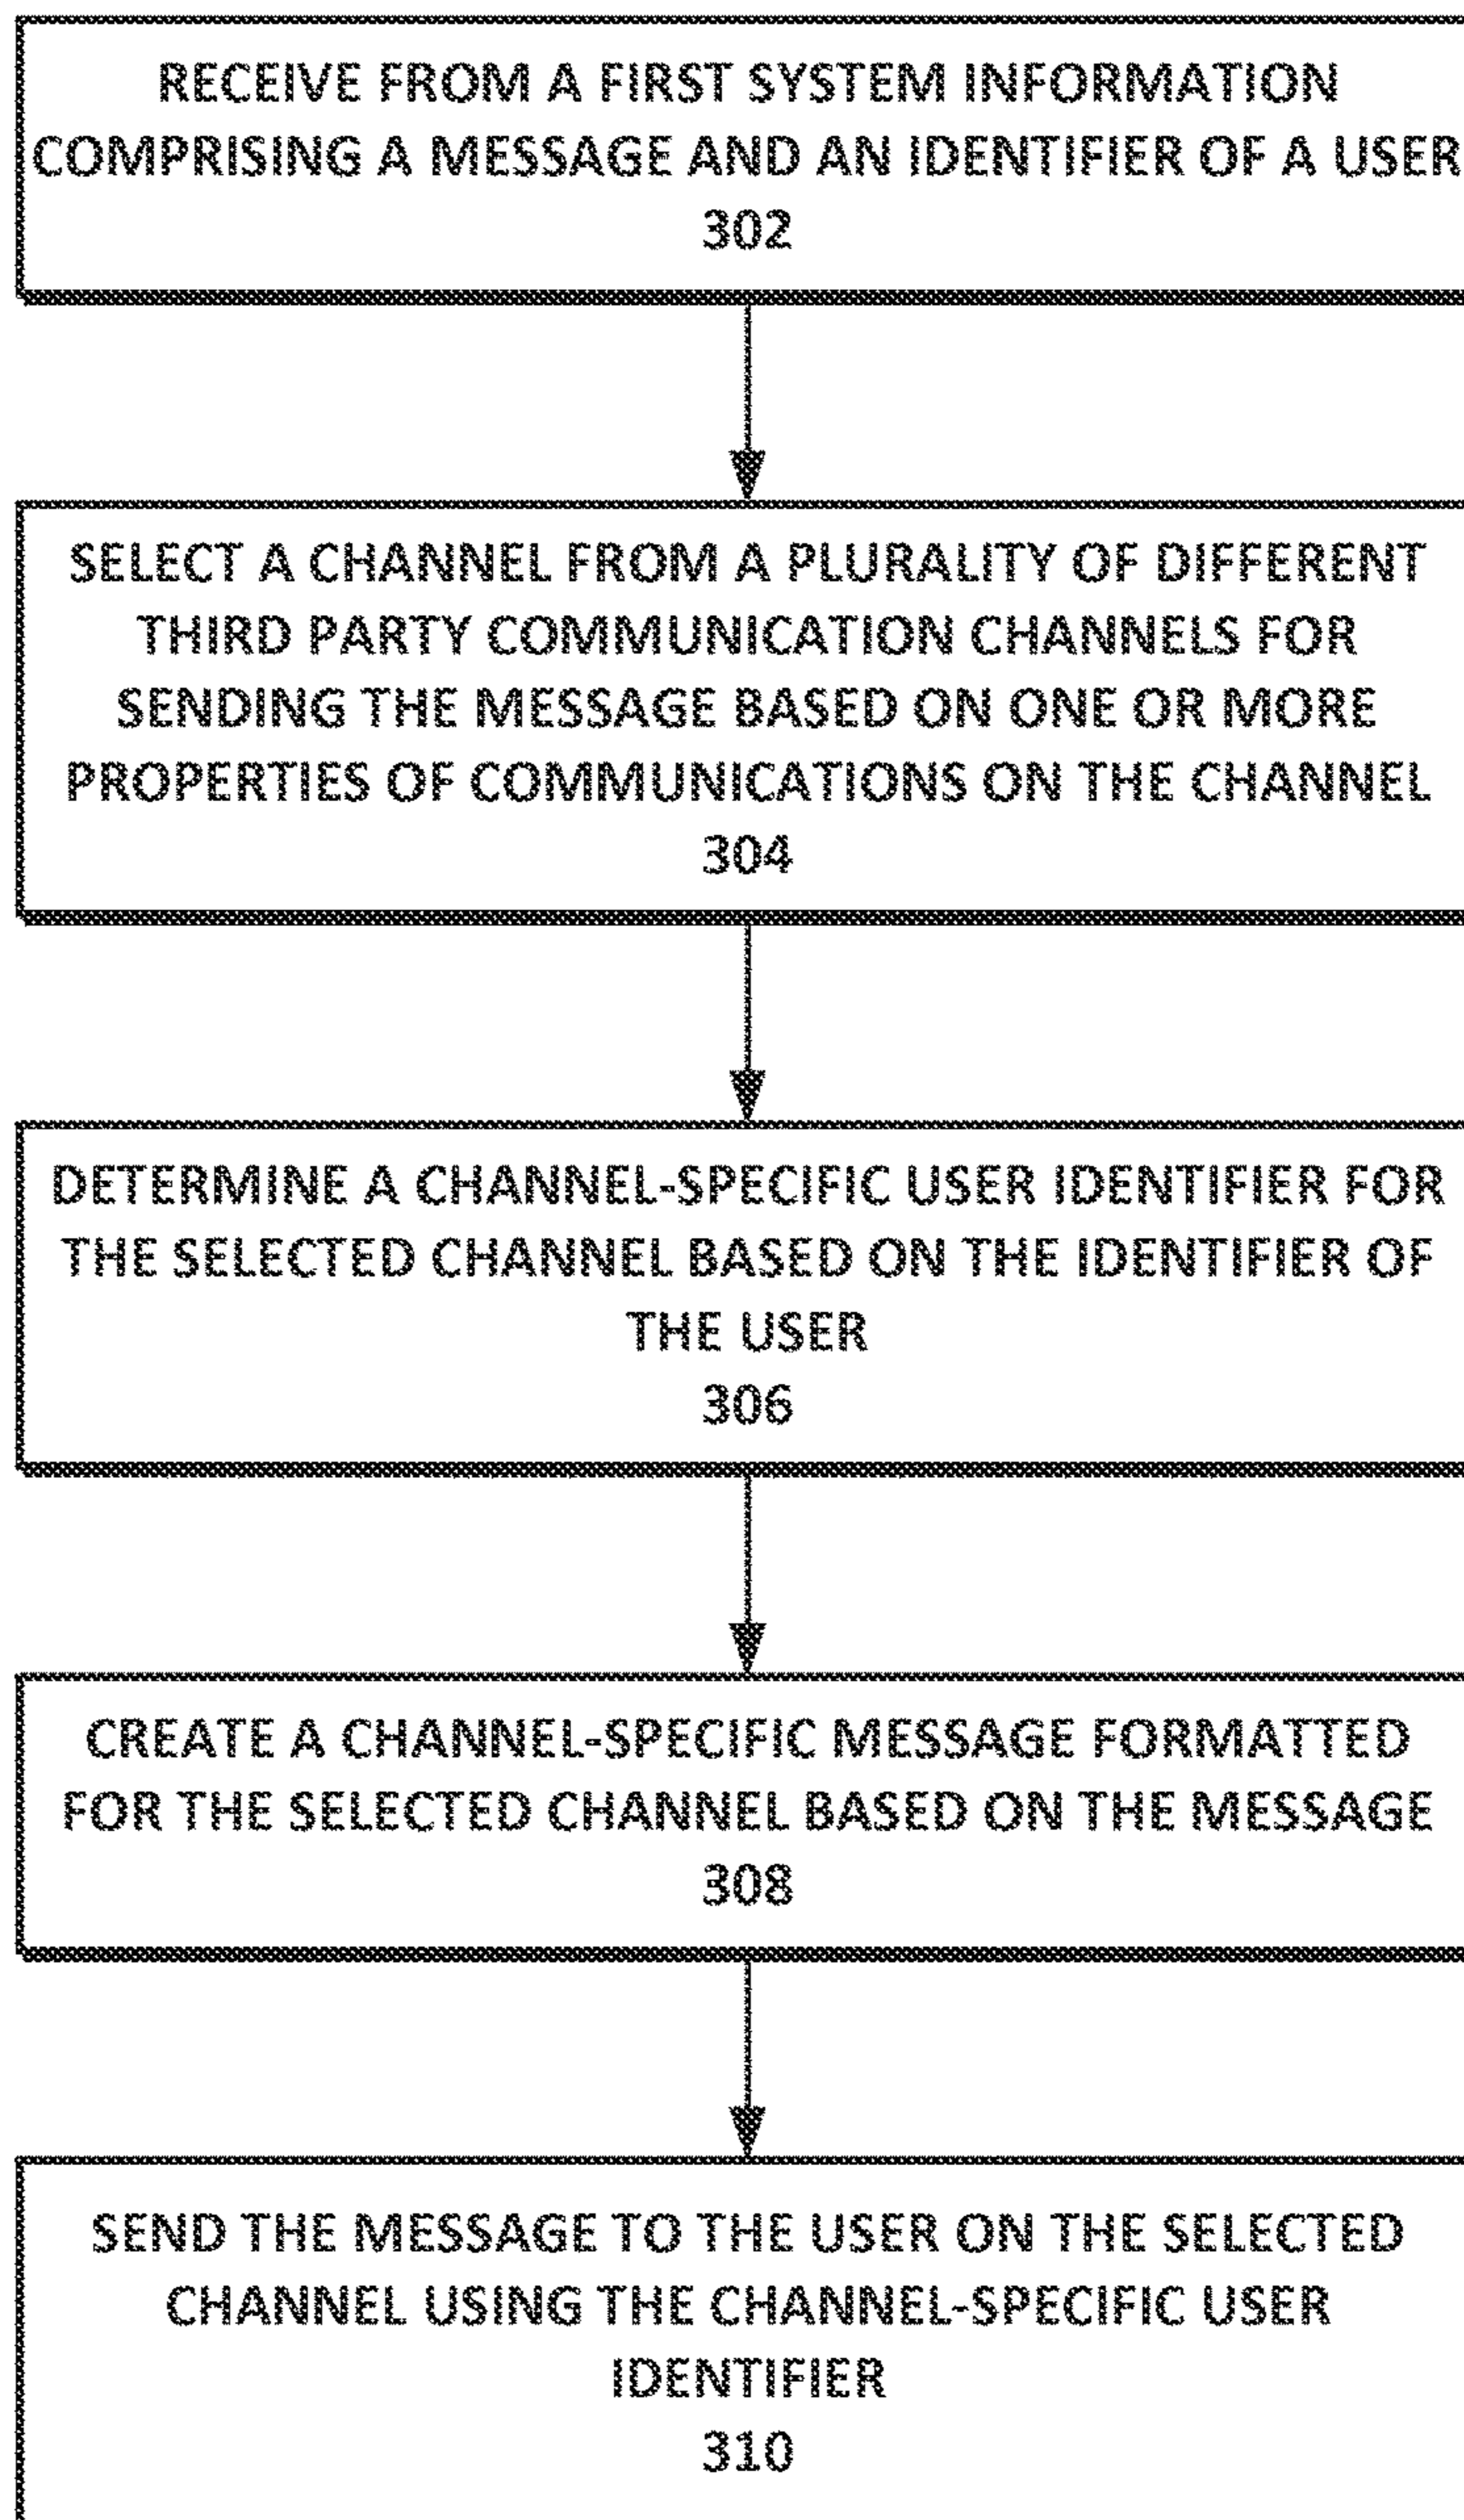 RECEIVE FROM A FIRST SYSTEM INFORMATION
COMPRISING A MESSAGE AND AN IDENTIFIER OF A USER
302
SELECT A CHANNEL FROM A PLURALITY OF DIFFERENT
THIRD PARTY COMMUNICATION CHANNELS FOR
SENDING THE MESSAGE BASED ON ONE OR MORE
PROPERTIES OF COMMUNICATIONS ON THE CHANNEL
304
DETERMINE A CHANNEL-SPECIFIC USER IDENTIFIER FOR
THE SELECTED CHANNEL BASED ON THE IDENTIFIER OF
THE USER
306
CREATE A CHANNEL-SPECIFIC MESSAGE FORMATTED
FOR THE SELECTED CHANNEL BASED ON THE MESSAGE
308
SEND THE MESSAGE TO THE USER ON THE SELECTED
CHANNEL USING THE CHANNEL-SPECIFIC USER
IDENTIFIER
310